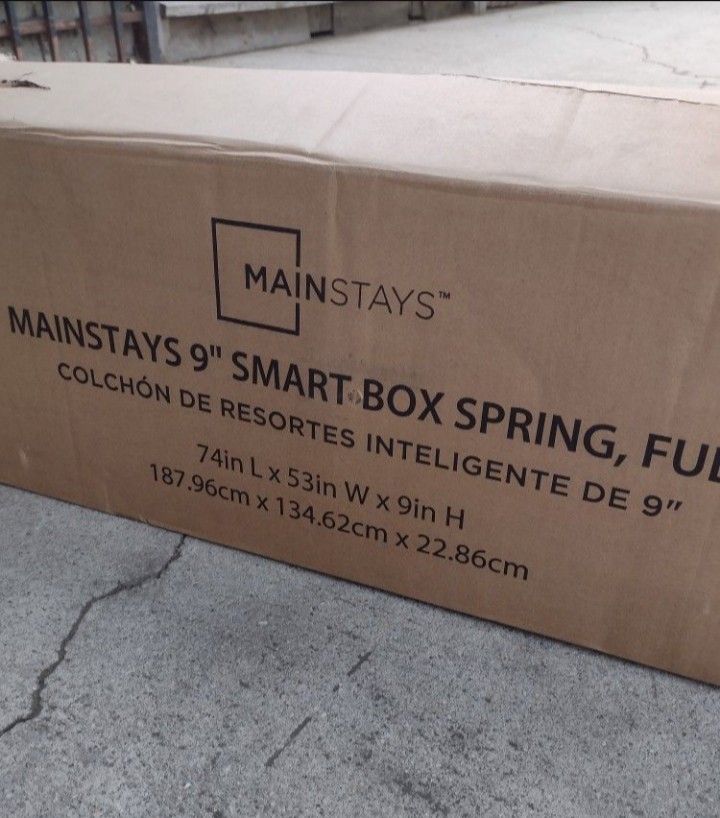 MAINSTAYS™
MAINSTAYS 9" SMART BOX SPRING, FUL
COLCHÓN DE RESORTES INTELIGENTE DE 9"
74in L x 53in W x 9in H
187.96cm x 134.62cm x 22.86cm